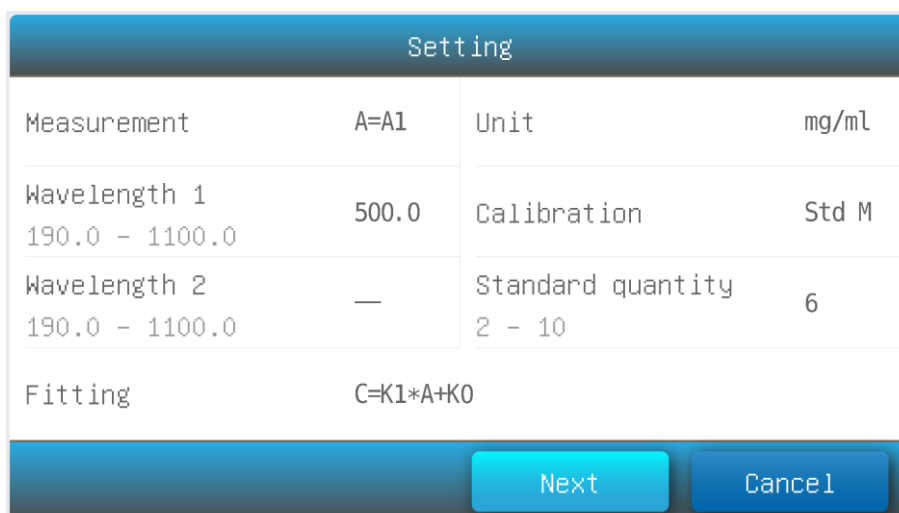 Setting
Measurement A=A1 Unit mg/ml
Wavelength 1 500.0 Calibration Std M
190.0 - 1100.0
Wavelength 2 — Standard quantity 6
190.0 - 1100.0 2 - 10
Fitting C=K1*A+K0
Next Cancel